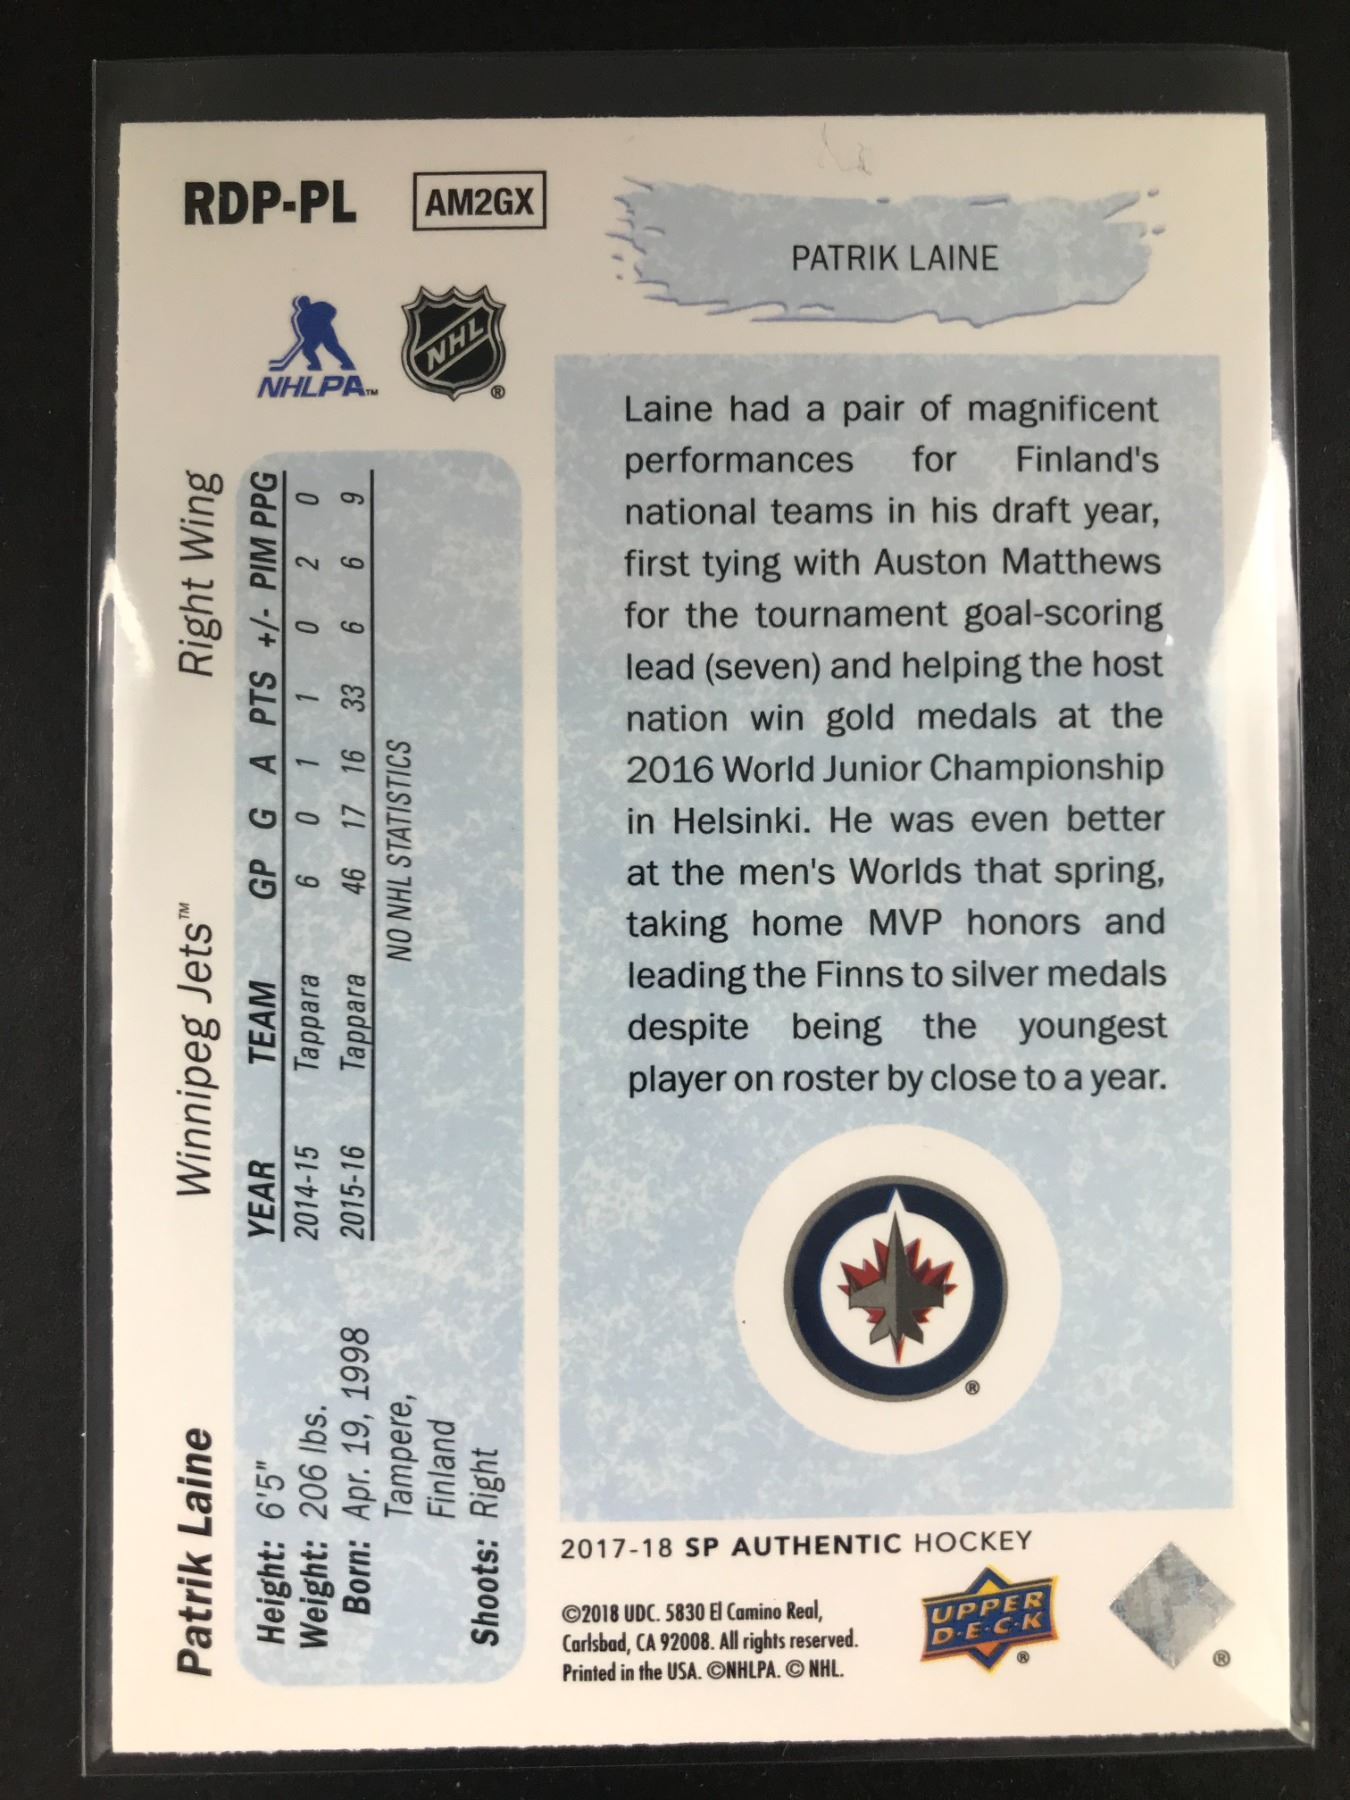 RDP-PL
AM2GX
NHLPA™
NHL
®
PATRIK LAINE
Laine had a pair of magnificent
performances for Finland's
national teams in his draft year,
first tying with Auston Matthews
for the tournament goal-scoring
lead (seven) and helping the host
nation win gold medals at the
2016 World Junior Championship
in Helsinki. He was even better
at the men's Worlds that spring,
taking home MVP honors and
leading the Finns to silver medals
despite being the youngest
player on roster by close to a year.
®
Patrik Laine Winnipeg Jets™ Right Wing
Height: 6'5"
Weight: 206 lbs.
Born: Apr. 19, 1998
Tampere,
Finland
Shoots: Right
YEAR TEAM GP G A PTS +/- PIM PPG
2014-15 Tappara 6 0 1 1 0 2 0
2015-16 Tappara 46 17 16 33 6 6 9
NO NHL STATISTICS
2017-18 SP AUTHENTIC HOCKEY
©2018 UDC. 5830 El Camino Real,
Carlsbad, CA 92008. All rights reserved.
Printed in the USA. ©NHLPA. © NHL.
UPPER
D·E·C·K
®
®